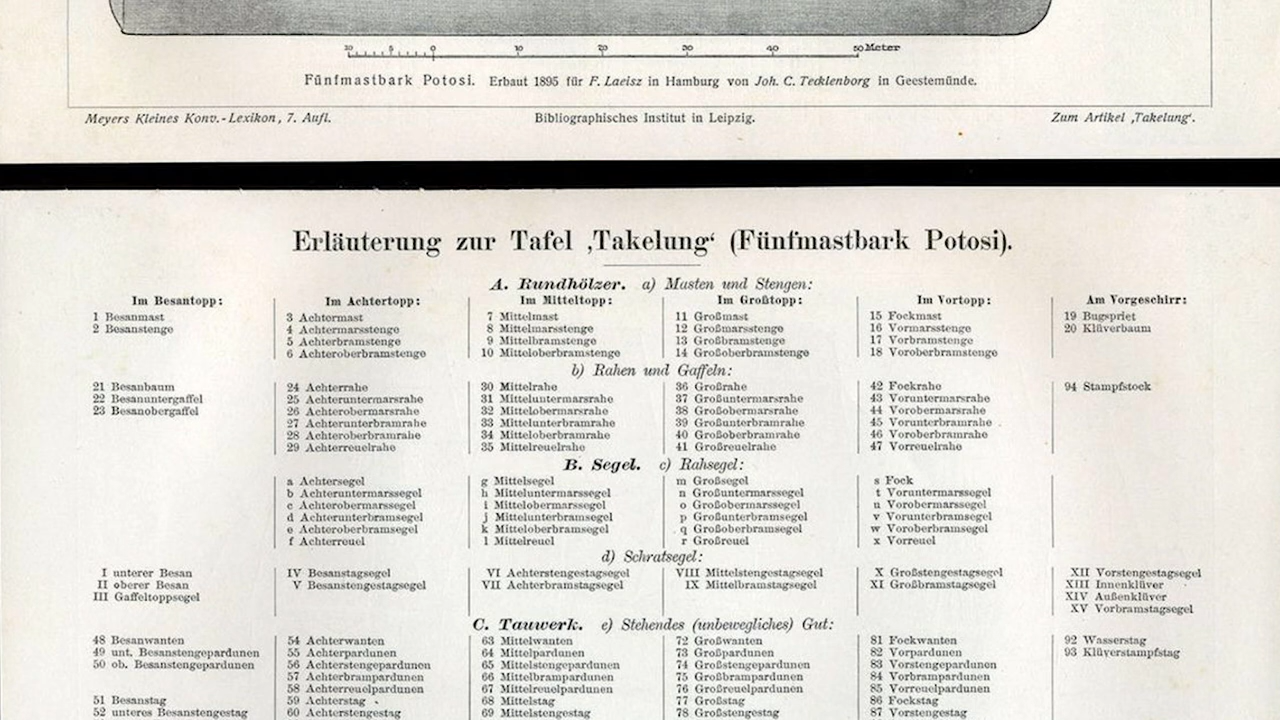 10 5 0 10 20 30 40 50 Meter
Fünfmastbark Potosi. Erbaut 1895 für F. Laeisz in Hamburg von Joh. C. Tecklenborg in Geestemünde.
Meyers Kleines Konv.-Lexikon, 7. Aufl. Bibliographisches Institut in Leipzig. Zum Artikel ‚Takelung‘.
Erläuterung zur Tafel ‚Takelung‘ (Fünfmastbark Potosi).
A. Rundhölzer. a) Masten und Stengen:
Im Besantopp: Im Achtertopp: Im Mitteltopp: Im Großtopp: Im Vortopp: Am Vorgeschirr:
1 Besanmast 3 Achtermast 7 Mittelmast 11 Großmast 15 Fockmast 19 Bugspriet
2 Besanstenge 4 Achtermarsstenge 8 Mittelmarsstenge 12 Großmarsstenge 16 Vormarsstenge 20 Klüverbaum
5 Achterbramstenge 9 Mittelbramstenge 13 Großbramstenge 17 Vorbramstenge
6 Achteroberbramstenge 10 Mitteloberbramstenge 14 Großoberbramstenge 18 Voroberbramstenge
b) Rahen und Gaffeln:
21 Besanbaum 24 Achterrahe 30 Mittelrahe 36 Großrahe 42 Fockrahe 94 Stampfstock
22 Besanuntergaffel 25 Achteruntermarsrahe 31 Mitteluntermarsrahe 37 Großuntermarsrahe 43 Voruntermarsrahe
23 Besanobergaffel 26 Achterobermarsrahe 32 Mittelobermarsrahe 38 Großobermarsrahe 44 Vorobermarsrahe
27 Achterunterbramrahe 33 Mittelunterbramrahe 39 Großunterbramrahe 45 Vorunterbramrahe
28 Achteroberbramrahe 34 Mitteloberbramrahe 40 Großoberbramrahe 46 Voroberbramrahe
29 Achterreuelrahe 35 Mittelreuelrahe 41 Großreuelrahe 47 Vorreuelrahe
B. Segel. c) Rahsegel:
a Achtersegel g Mittelsegel m Großsegel s Fock
b Achteruntermarssegel h Mitteluntermarssegel n Großuntermarssegel t Voruntermarssegel
c Achterobermarssegel i Mittelobermarssegel o Großobermarssegel u Vorobermarssegel
d Achterunterbramsegel j Mittelunterbramsegel p Großunterbramsegel v Vorunterbramsegel
e Achteroberbramsegel k Mitteloberbramsegel q Großoberbramsegel w Voroberbramsegel
f Achterreuel l Mittelreuel r Großreuel x Vorreuel
d) Schratsegel:
I unterer Besan IV Besanstagsegel VI Achterstengestagsegel VIII Mittelstengestagsegel X Großstengestagsegel XII Vorstengestagsegel
II oberer Besan V Besanstengestagsegel VII Achterbramstagsegel IX Mittelbramstagsegel XI Großbramstagsegel XIII Innenklüver
III Gaffeltoppsegel XIV Außenklüver
XV Vorbramstagsegel
C. Tauwerk. e) Stehendes (unbewegliches) Gut:
48 Besanwanten 54 Achterwanten 63 Mittelwanten 72 Großwanten 81 Fockwanten 92 Wasserstag
49 unt. Besanstengepardunen 55 Achterpardunen 64 Mittelpardunen 73 Großpardunen 82 Vorpardunen 93 Klüverstampfstag
50 ob. Besanstengepardunen 56 Achterstengepardunen 65 Mittelstengepardunen 74 Großstengepardunen 83 Vorstengepardunen
57 Achterbrampardunen 66 Mittelbrampardunen 75 Großbrampardunen 84 Vorbrampardunen
58 Achterreuelpardunen 67 Mittelreuelpardunen 76 Großreuelpardunen 85 Vorreuelpardunen
51 Besanstag 59 Achterstag 68 Mittelstag 77 Großstag 86 Fockstag
52 unteres Besanstengestag 60 Achterstengestag 69 Mittelstengestag 78 Großstengestag 87 Vorstengestag